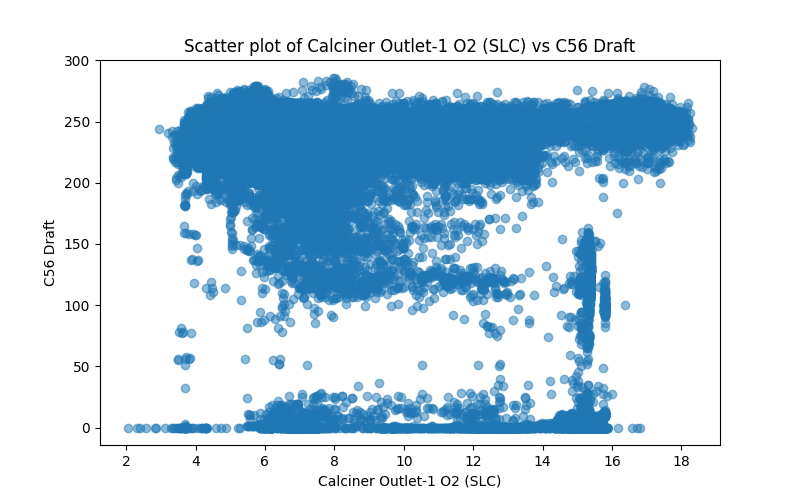 Scatter plot of Calciner Outlet-1 O2 (SLC) vs C56 Draft
300
250
200
150
100
50
0
C56 Draft
2 4 6 8 10 12 14 16 18
Calciner Outlet-1 O2 (SLC)